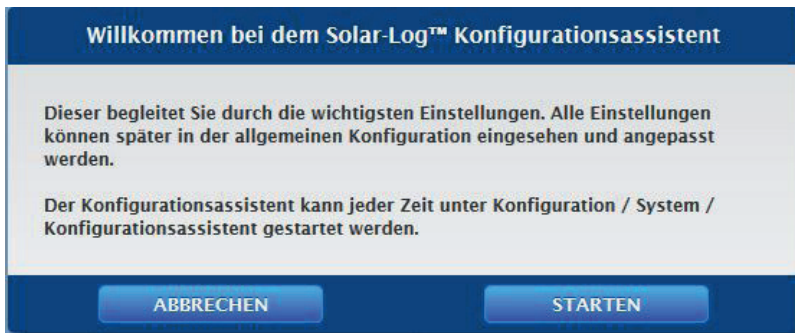 Willkommen bei dem Solar-Log™ Konfigurationsassistent
Dieser begleitet Sie durch die wichtigsten Einstellungen. Alle Einstellungen
können später in der allgemeinen Konfiguration eingesehen und angepasst
werden.
Der Konfigurationsassistent kann jeder Zeit unter Konfiguration / System /
Konfigurationsassistent gestartet werden.
ABBRECHEN
STARTEN